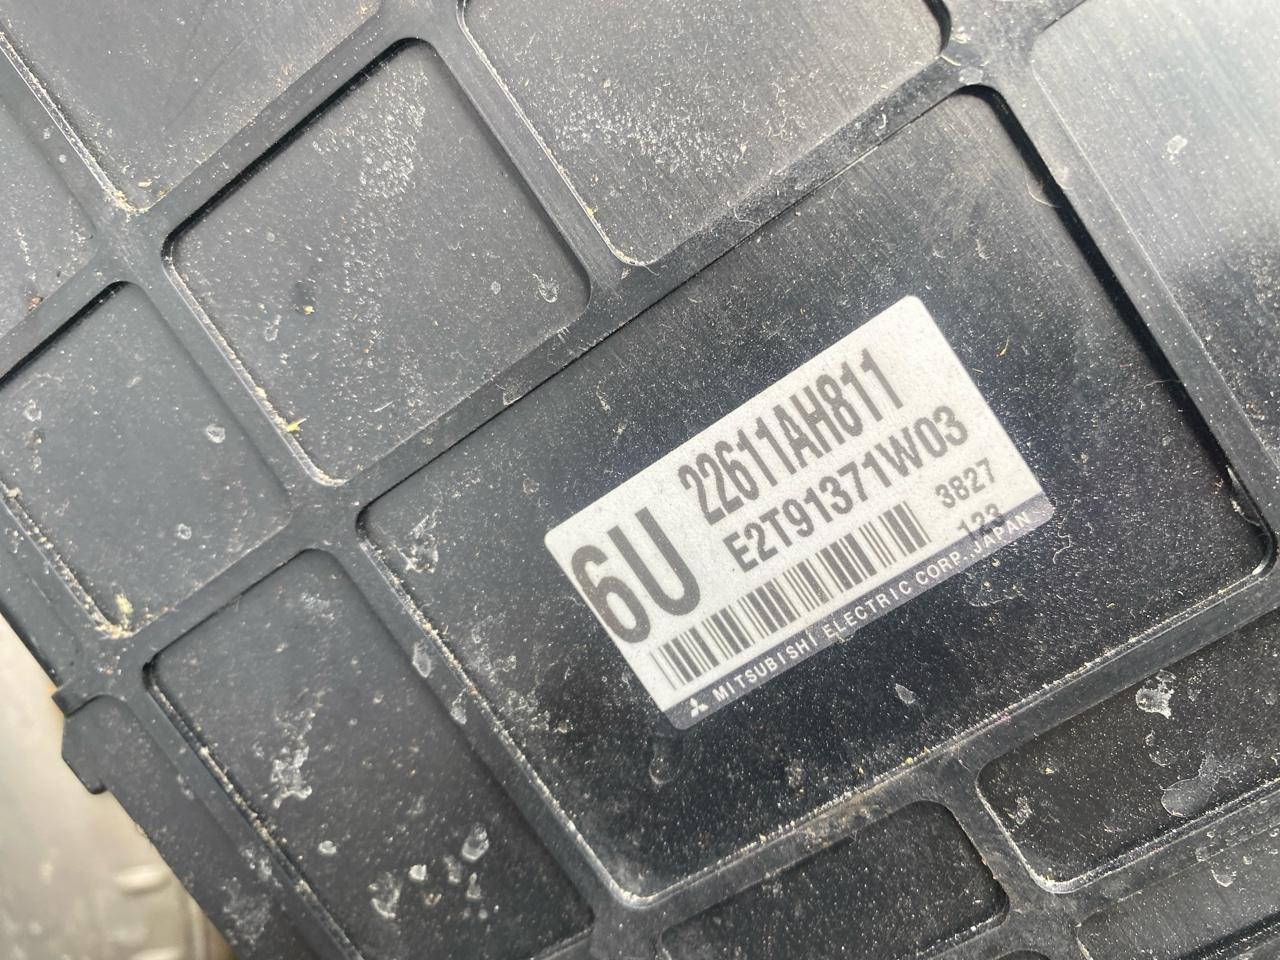 6U
22611AH811
E2T91371W03
3827
123
MITSUBISHI ELECTRIC CORP. JAPAN